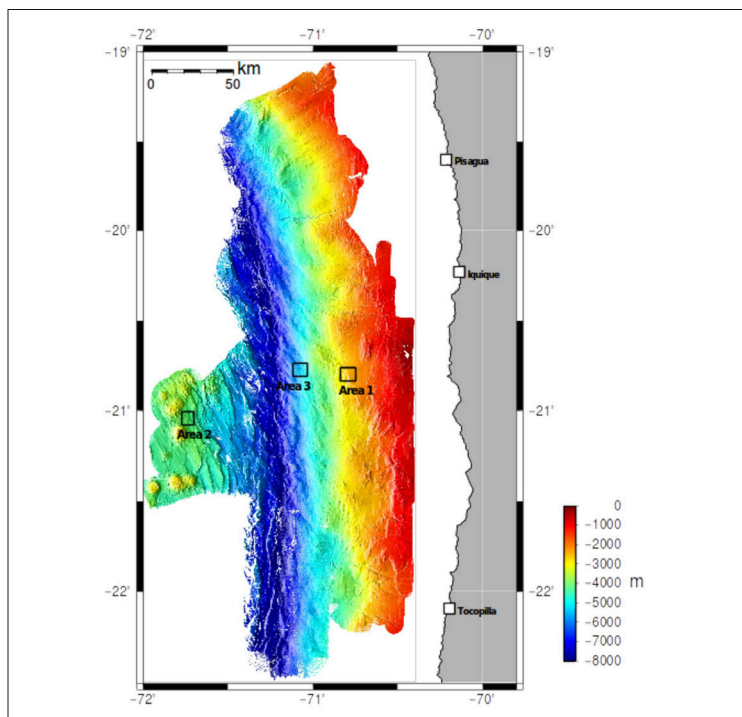 -72' -71' -70'
-19' -19'
km
0 50
Pisagua
-20' -20'
Iquique
Area 3 Area 1
-21' -21'
Area 2
0
-1000
-2000
-3000
-4000 m
-5000
-6000
-7000
-8000
-22' -22'
Tocopilla
-72' -71' -70'